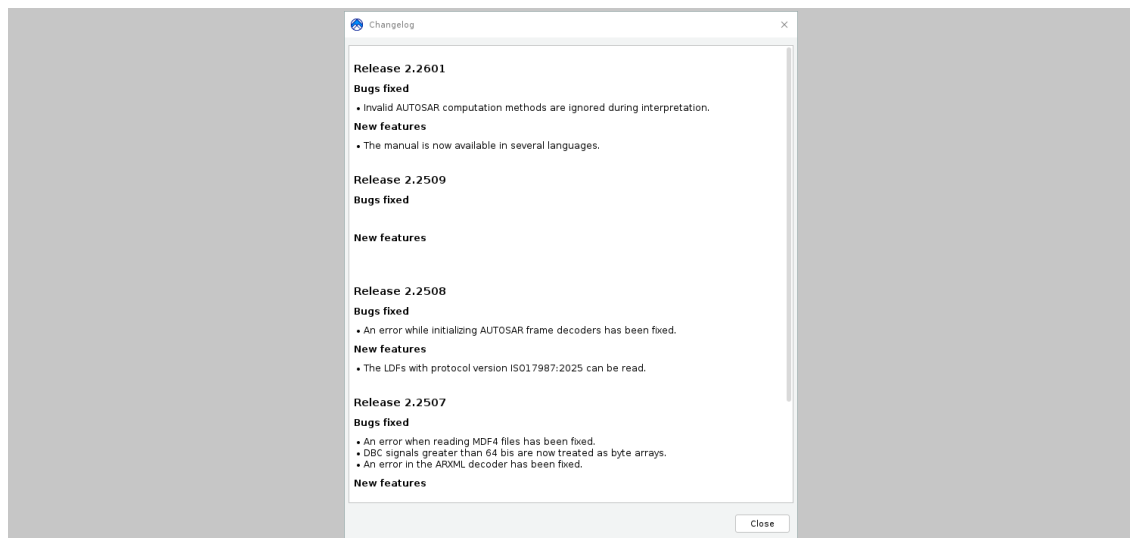 Changelog
Release 2.2601
Bugs fixed
• Invalid AUTOSAR computation methods are ignored during interpretation.
New features
• The manual is now available in several languages.
Release 2.2509
Bugs fixed
New features
Release 2.2508
Bugs fixed
• An error while initializing AUTOSAR frame decoders has been fixed.
New features
• The LDFs with protocol version ISO17987:2025 can be read.
Release 2.2507
Bugs fixed
• An error when reading MDF4 files has been fixed.
• DBC signals greater than 64 bis are now treated as byte arrays.
• An error in the ARXML decoder has been fixed.
New features
Close